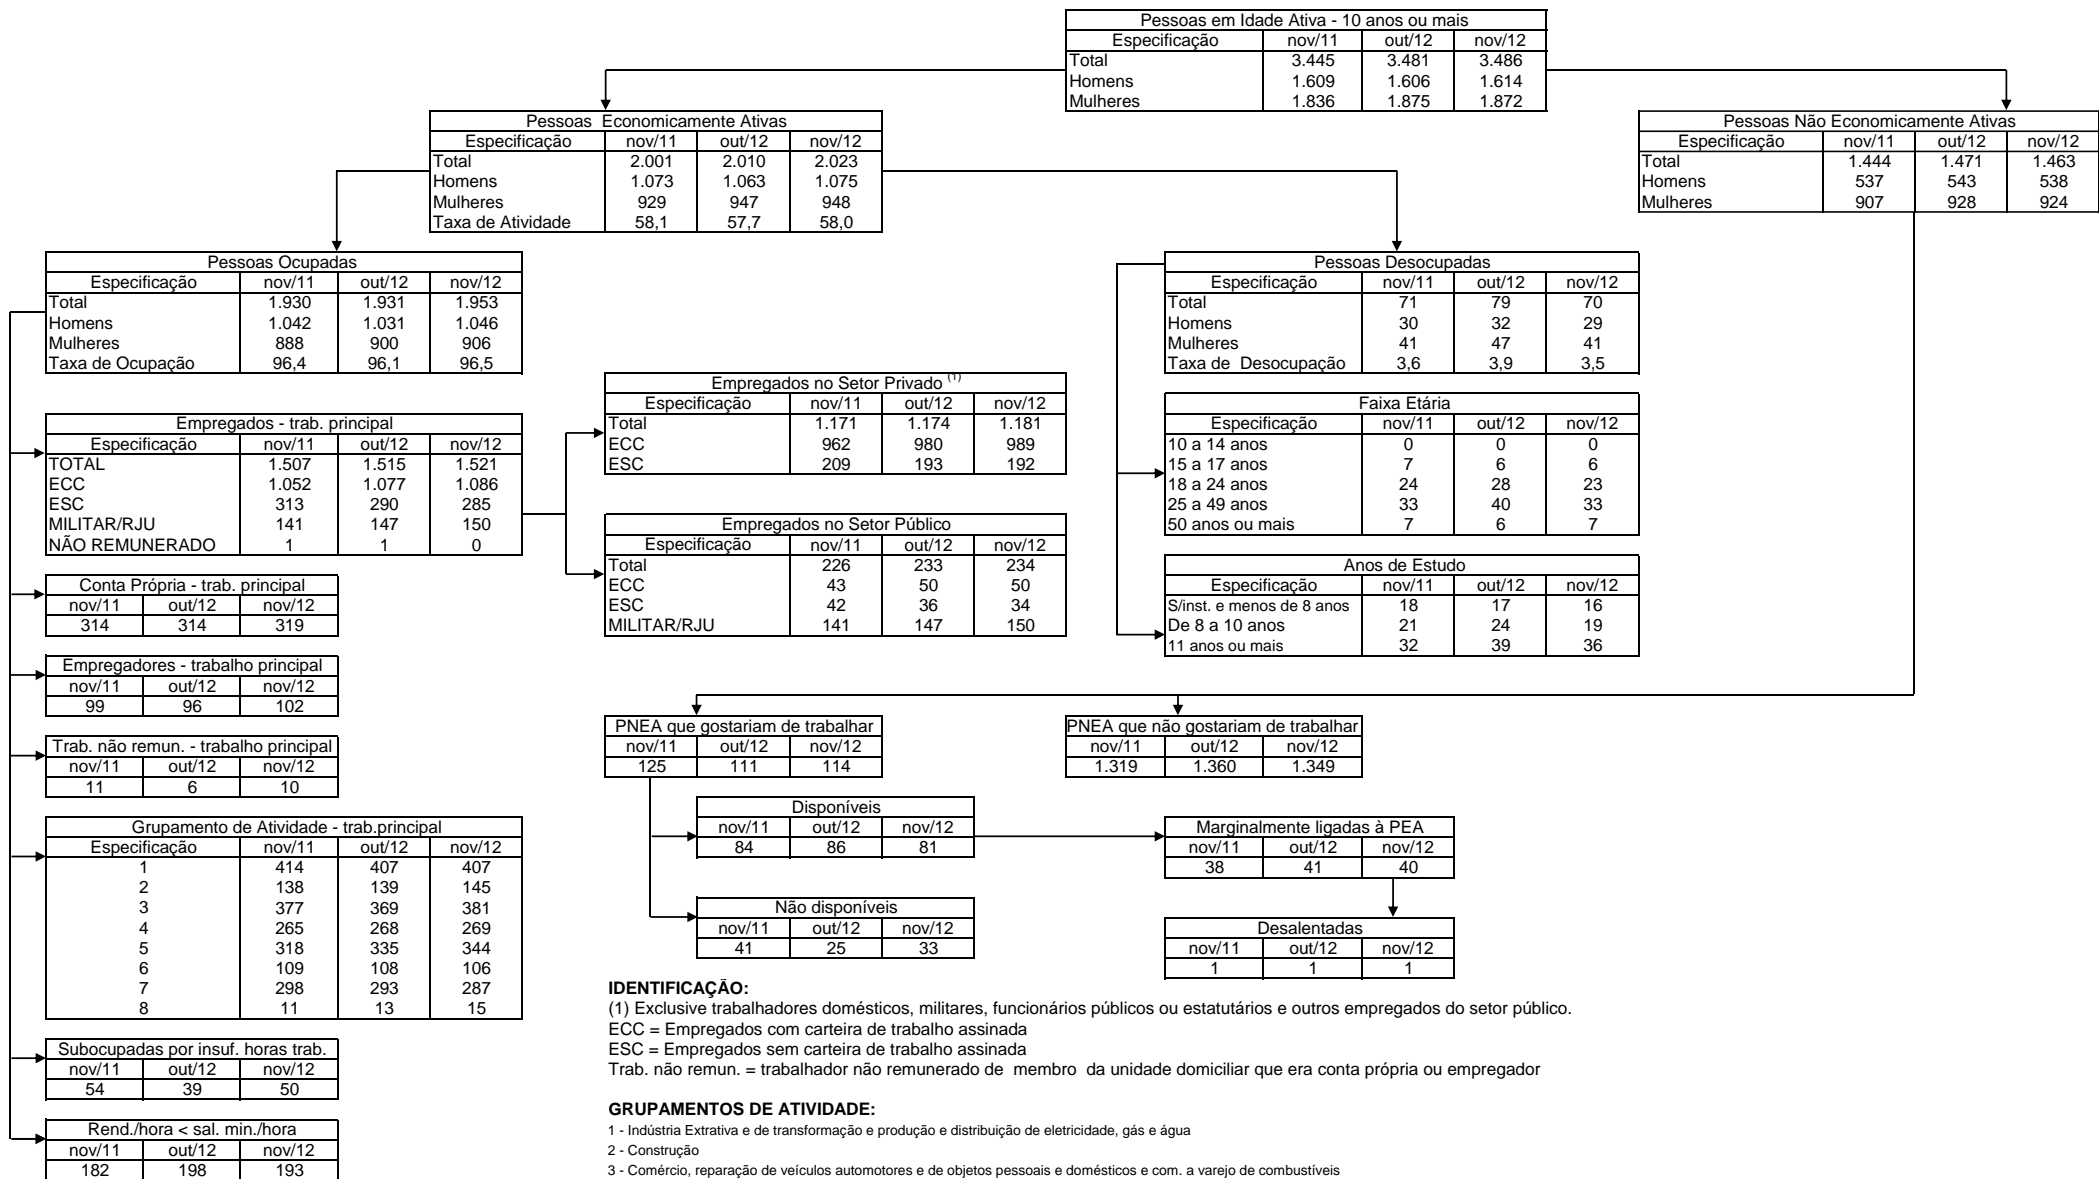 Pessoas em Idade Ativa - 10 anos ou mais
Especificação nov/11 out/12 nov/12
Total 3.445 3.481 3.486
Homens 1.609 1.606 1.614
Mulheres 1.836 1.875 1.872
Pessoas Economicamente Ativas
Especificação nov/11 out/12 nov/12
Total 2.001 2.010 2.023
Homens 1.073 1.063 1.075
Mulheres 929 947 948
Taxa de Atividade 58,1 57,7 58,0
Pessoas Não Economicamente Ativas
Especificação nov/11 out/12 nov/12
Total 1.444 1.471 1.463
Homens 537 543 538
Mulheres 907 928 924
Pessoas Ocupadas
Especificação nov/11 out/12 nov/12
Total 1.930 1.931 1.953
Homens 1.042 1.031 1.046
Mulheres 888 900 906
Taxa de Ocupação 96,4 96,1 96,5
Pessoas Desocupadas
Especificação nov/11 out/12 nov/12
Total 71 79 70
Homens 30 32 29
Mulheres 41 47 41
Taxa de Desocupação 3,6 3,9 3,5
Empregados - trab. principal
Especificação nov/11 out/12 nov/12
TOTAL 1.507 1.515 1.521
ECC 1.052 1.077 1.086
ESC 313 290 285
MILITAR/RJU 141 147 150
NÃO REMUNERADO 1 1 0
Empregados no Setor Privado (1)
Especificação nov/11 out/12 nov/12
Total 1.171 1.174 1.181
ECC 962 980 989
ESC 209 193 192
Empregados no Setor Público
Especificação nov/11 out/12 nov/12
Total 226 233 234
ECC 43 50 50
ESC 42 36 34
MILITAR/RJU 141 147 150
Faixa Etária
Especificação nov/11 out/12 nov/12
10 a 14 anos 0 0 0
15 a 17 anos 7 6 6
18 a 24 anos 24 28 23
25 a 49 anos 33 40 33
50 anos ou mais 7 6 7
Anos de Estudo
Especificação nov/11 out/12 nov/12
S/inst. e menos de 8 anos 18 17 16
De 8 a 10 anos 21 24 19
11 anos ou mais 32 39 36
Conta Própria - trab. principal
nov/11 out/12 nov/12
314 314 319
Empregadores - trabalho principal
nov/11 out/12 nov/12
99 96 102
Trab. não remun. - trabalho principal
nov/11 out/12 nov/12
11 6 10
Grupamento de Atividade - trab.principal
Especificação nov/11 out/12 nov/12
1 414 407 407
2 138 139 145
3 377 369 381
4 265 268 269
5 318 335 344
6 109 108 106
7 298 293 287
8 11 13 15
Subocupadas por insuf. horas trab.
nov/11 out/12 nov/12
54 39 50
Rend./hora < sal. min./hora
nov/11 out/12 nov/12
182 198 193
PNEA que gostariam de trabalhar
nov/11 out/12 nov/12
125 111 114
PNEA que não gostariam de trabalhar
nov/11 out/12 nov/12
1.319 1.360 1.349
Disponíveis
nov/11 out/12 nov/12
84 86 81
Marginalmente ligadas à PEA
nov/11 out/12 nov/12
38 41 40
Não disponíveis
nov/11 out/12 nov/12
41 25 33
Desalentadas
nov/11 out/12 nov/12
1 1 1
IDENTIFICAÇÃO:
(1) Exclusive trabalhadores domésticos, militares, funcionários públicos ou estatutários e outros empregados do setor público.
ECC = Empregados com carteira de trabalho assinada
ESC = Empregados sem carteira de trabalho assinada
Trab. não remun. = trabalhador não remunerado de membro da unidade domiciliar que era conta própria ou empregador
GRUPAMENTOS DE ATIVIDADE:
1 - Indústria Extrativa e de transformação e produção e distribuição de eletricidade, gás e água
2 - Construção
3 - Comércio, reparação de veículos automotores e de objetos pessoais e domésticos e com. a varejo de combustíveis